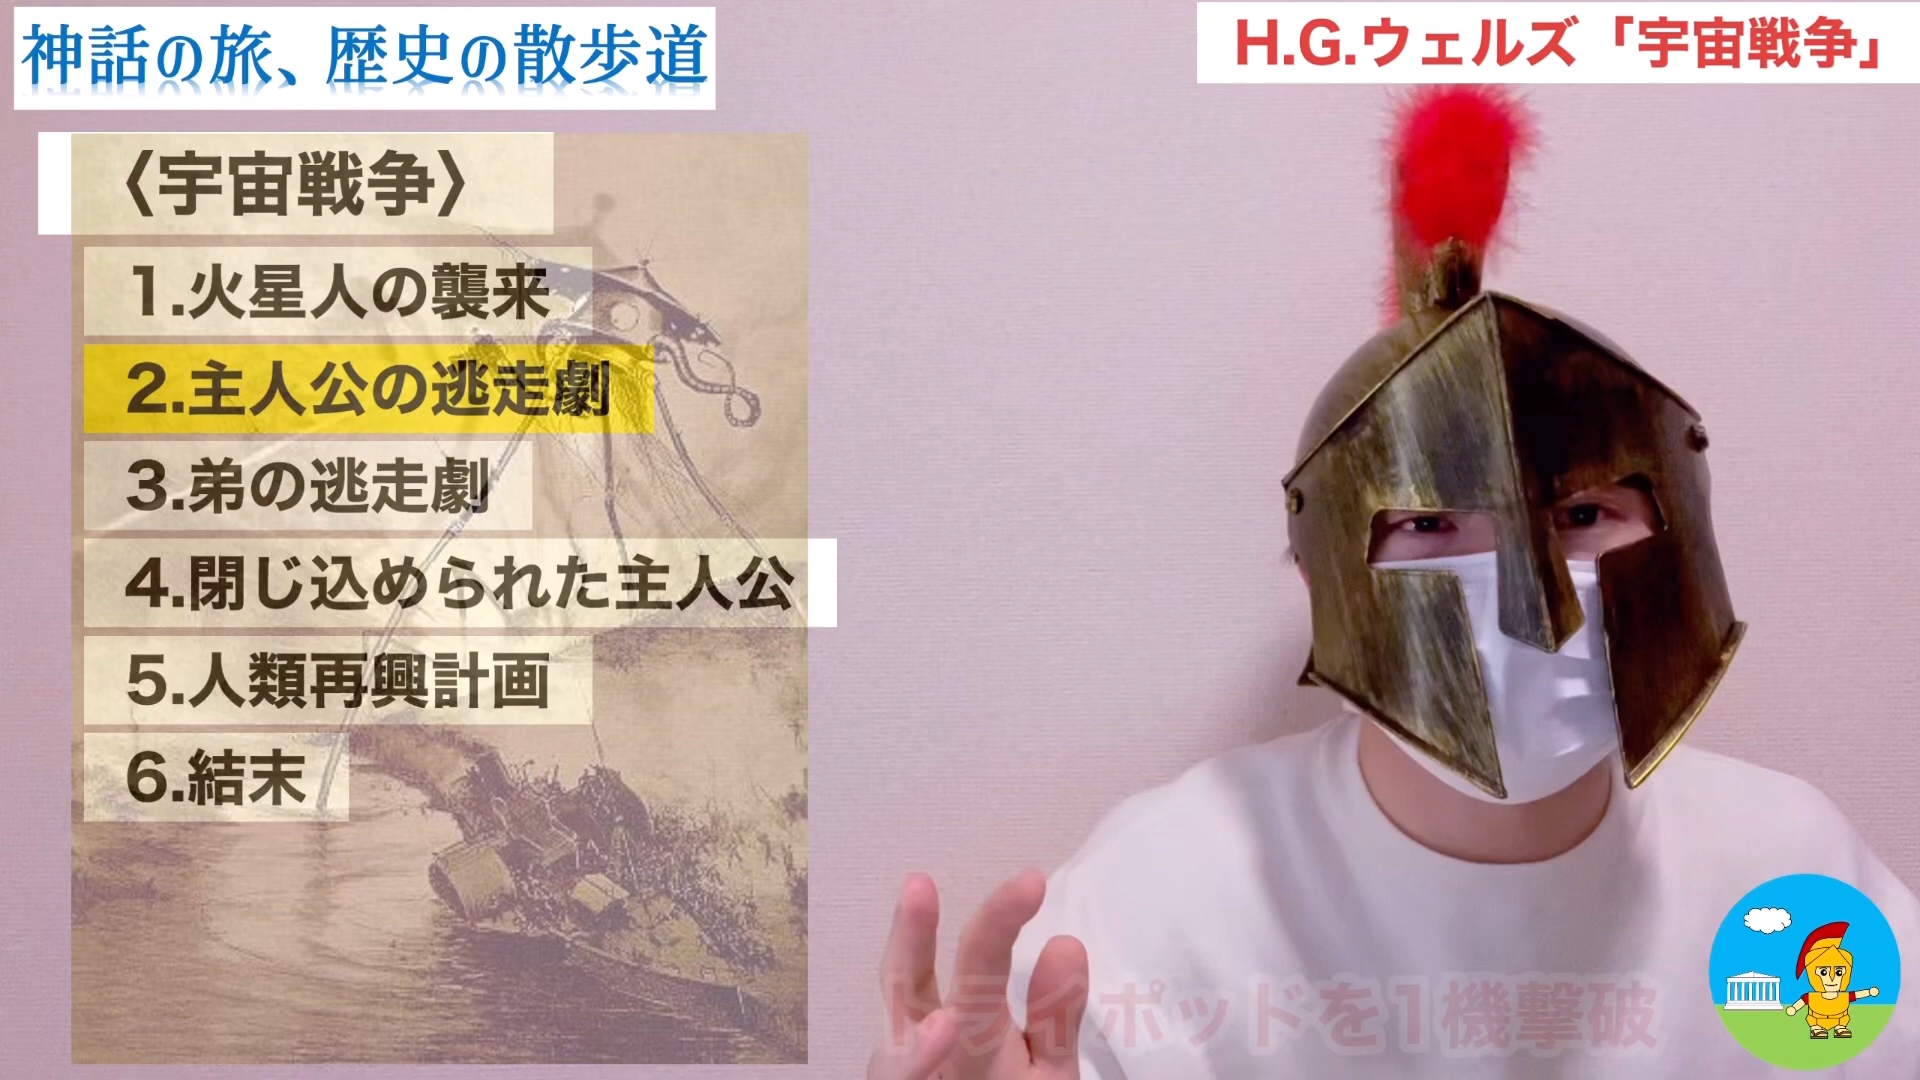 神話の旅、歴史の散歩道
H.G.ウェルズ「宇宙戦争」
〈宇宙戦争〉
1.火星人の襲来
2.主人公の逃走劇
3.弟の逃走劇
4.閉じ込められた主人公
5.人類再興計画
6.結末
トライポッドを1機撃破